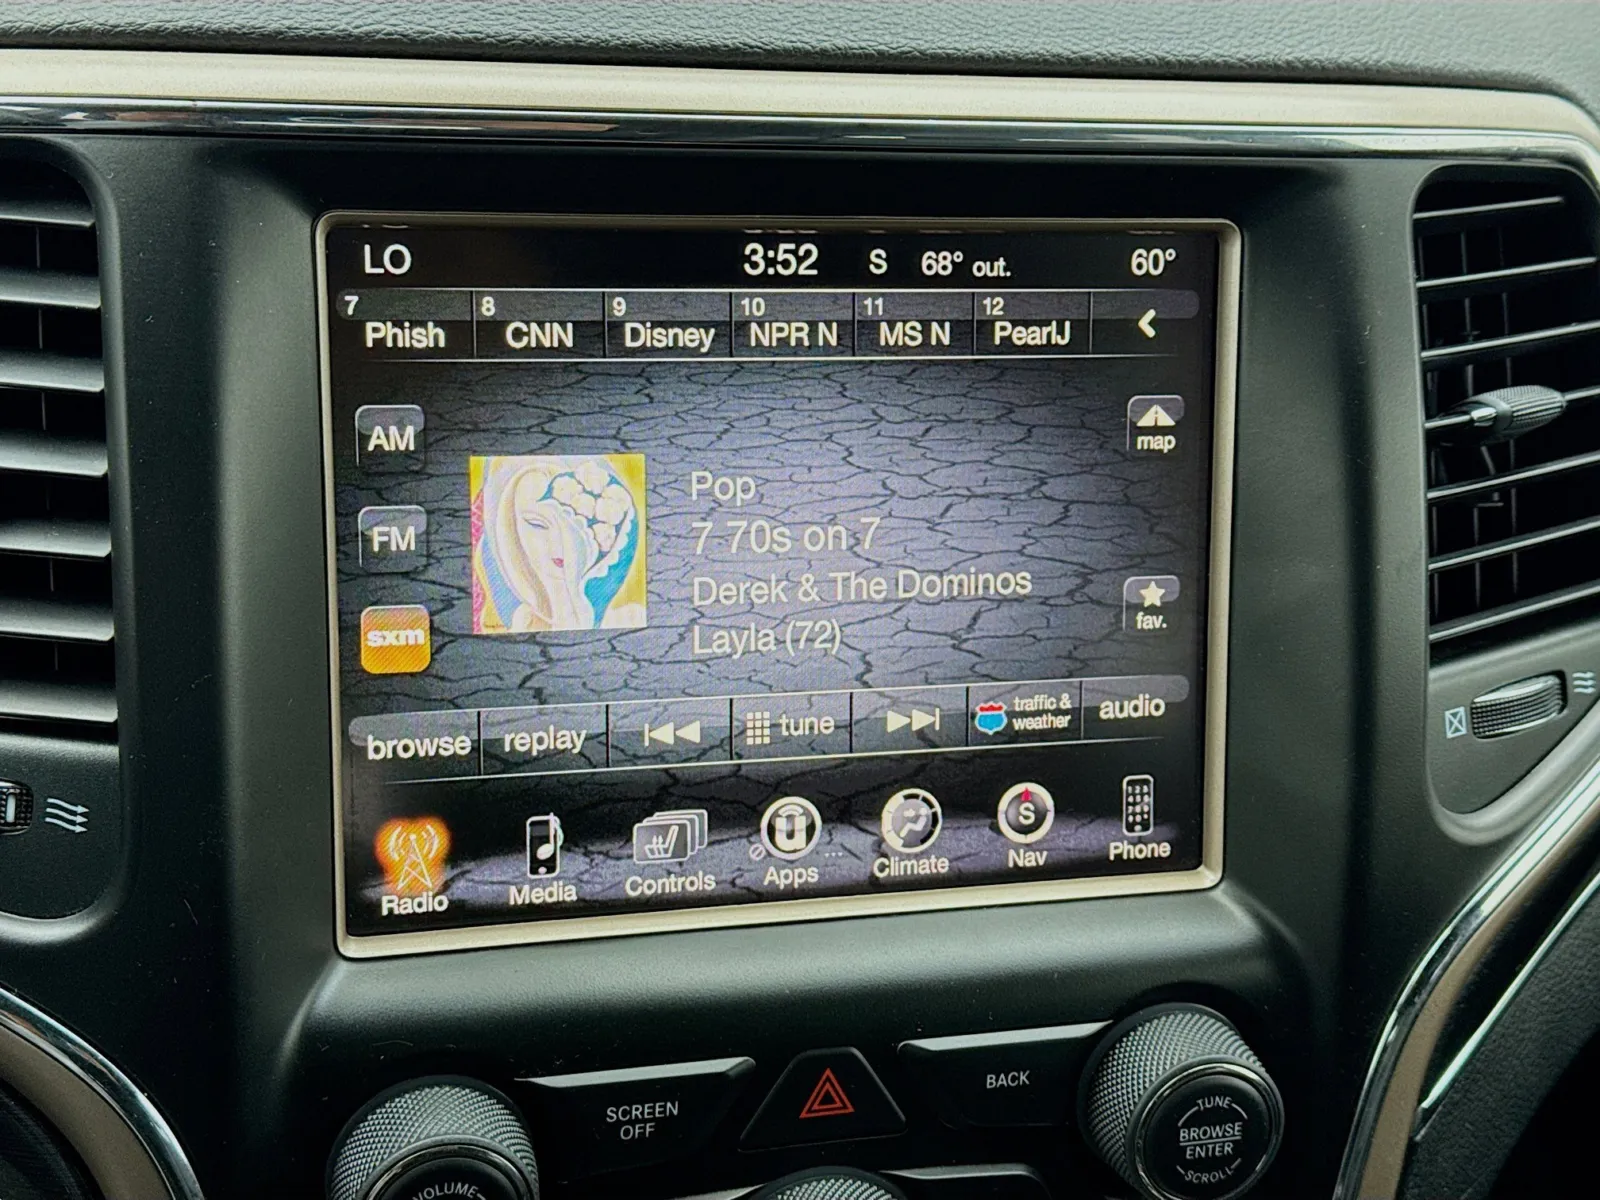 LO 3:52 S 68° out. 60°
7 8 9 10 11 12
Phish CNN Disney NPR N MS N PearlJ
AM
map
FM
Pop
7 70s on 7
Derek & The Dominos
Layla (72)
fav.
sxm
browse replay tune traffic & weather audio
Radio Media Controls Apps Climate S Nav Phone
SCREEN OFF
BACK
TUNE
BROWSE
ENTER
SCROLL
VOLUME